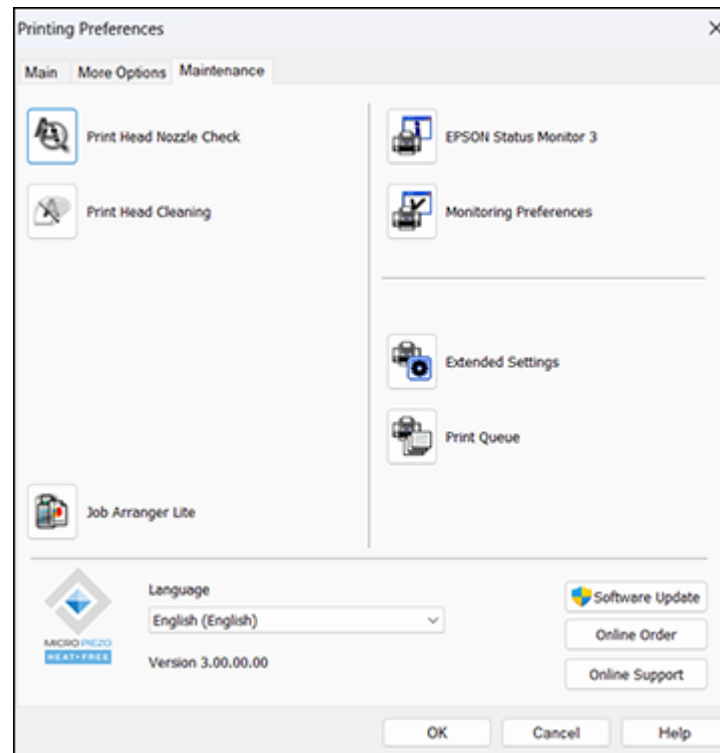 Printing Preferences
Main
More Options
Maintenance
Print Head Nozzle Check
Print Head Cleaning
Job Arranger Lite
EPSON Status Monitor 3
Monitoring Preferences
Extended Settings
Print Queue
MICRO PIEZO
HEAT-FREE
Language
English (English)
Version 3.00.00.00
Software Update
Online Order
Online Support
OK
Cancel
Help